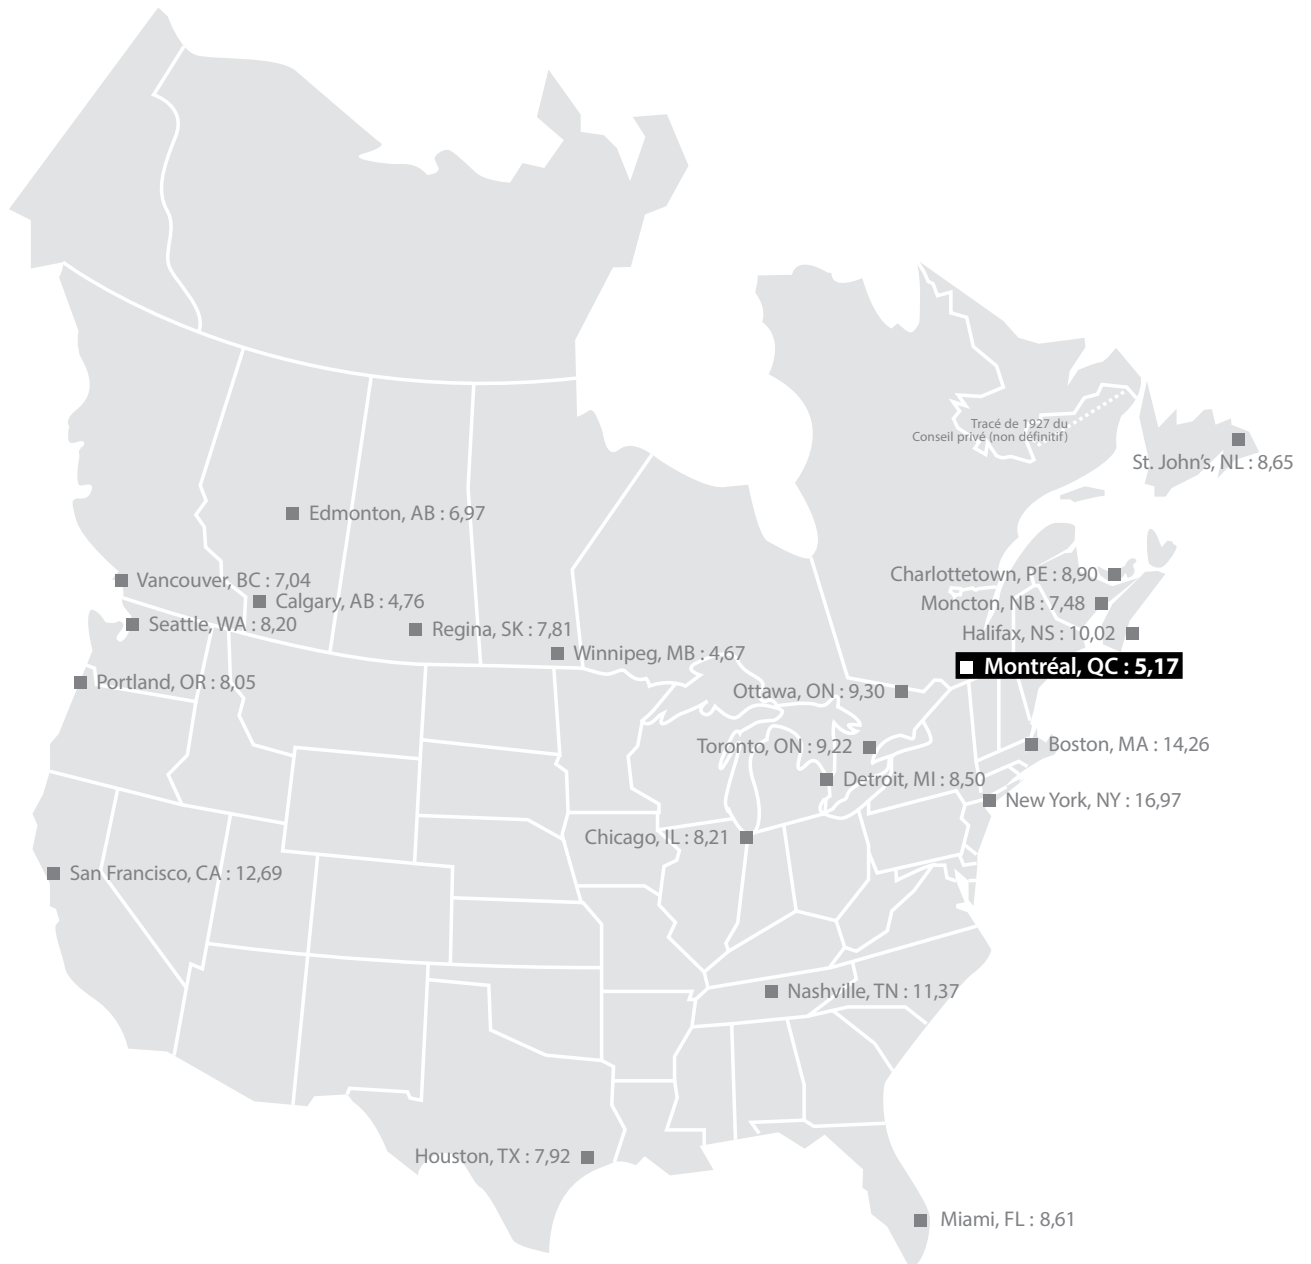 Tracé de 1927 du
Conseil privé (non définitif)
St. John's, NL : 8,65
Edmonton, AB : 6,97
Vancouver, BC : 7,04
Charlottetown, PE : 8,90
Calgary, AB : 4,76
Moncton, NB : 7,48
Seattle, WA : 8,20
Regina, SK : 7,81
Halifax, NS : 10,02
Winnipeg, MB : 4,67
Montréal, QC : 5,17
Portland, OR : 8,05
Ottawa, ON : 9,30
Toronto, ON : 9,22
Boston, MA : 14,26
Detroit, MI : 8,50
New York, NY : 16,97
Chicago, IL : 8,21
San Francisco, CA : 12,69
Nashville, TN : 11,37
Houston, TX : 7,92
Miami, FL : 8,61